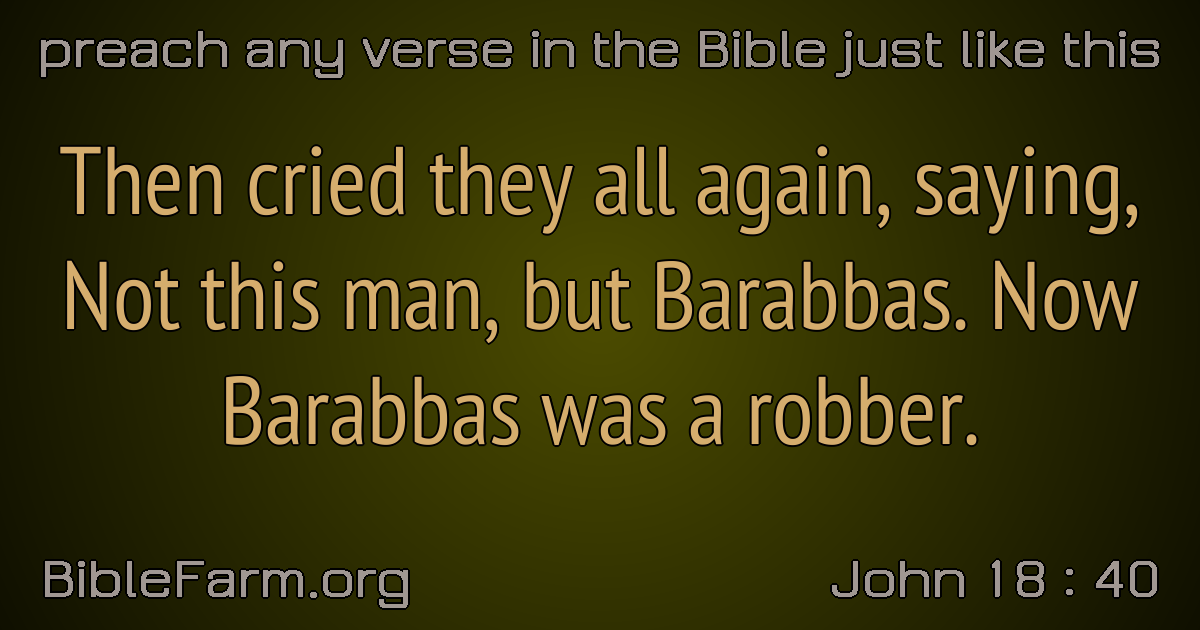 preach any verse in the Bible just like this
Then cried they all again, saying,
Not this man, but Barabbas. Now
Barabbas was a robber.
BibleFarm.org
John 18 : 40